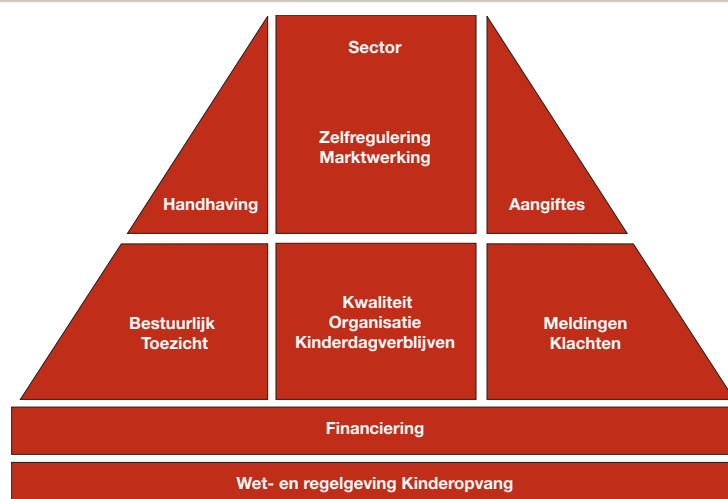 Sector
Zelfregulering
Marktwerking
Handhaving
Aangiftes
Bestuurlijk
Toezicht
Kwaliteit
Organisatie
Kinderdagverblijven
Meldingen
Klachten
Financiering
Wet- en regelgeving Kinderopvang